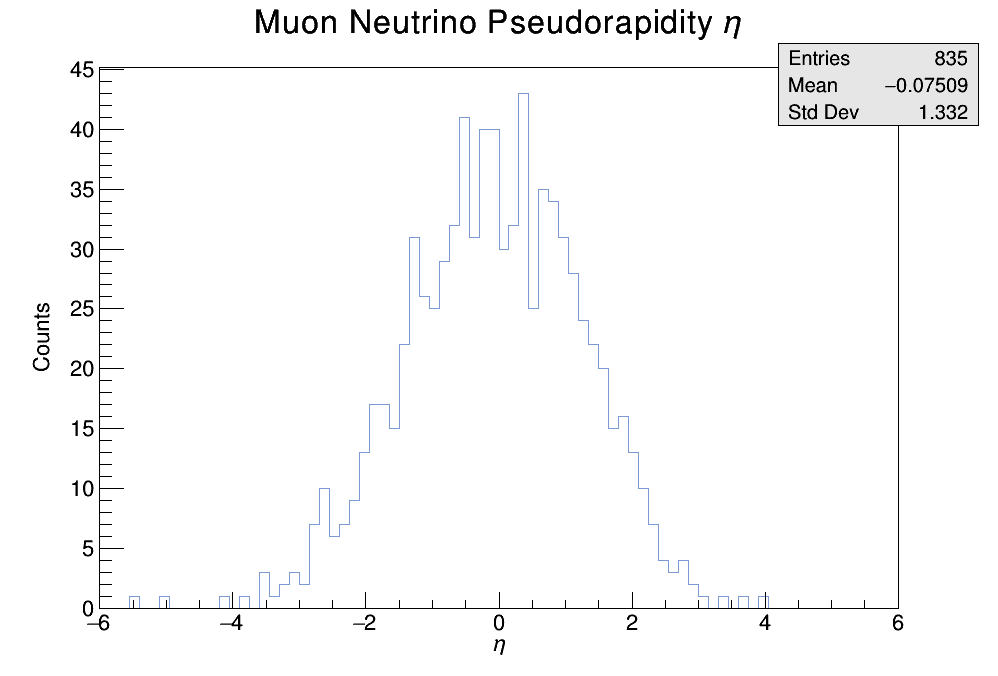 Muon Neutrino Pseudorapidity η
Entries 835
Mean −0.07509
Std Dev 1.332
45
40
35
30
25
20
15
10
5
0
Counts
−6 −4 −2 0 2 4 6
η